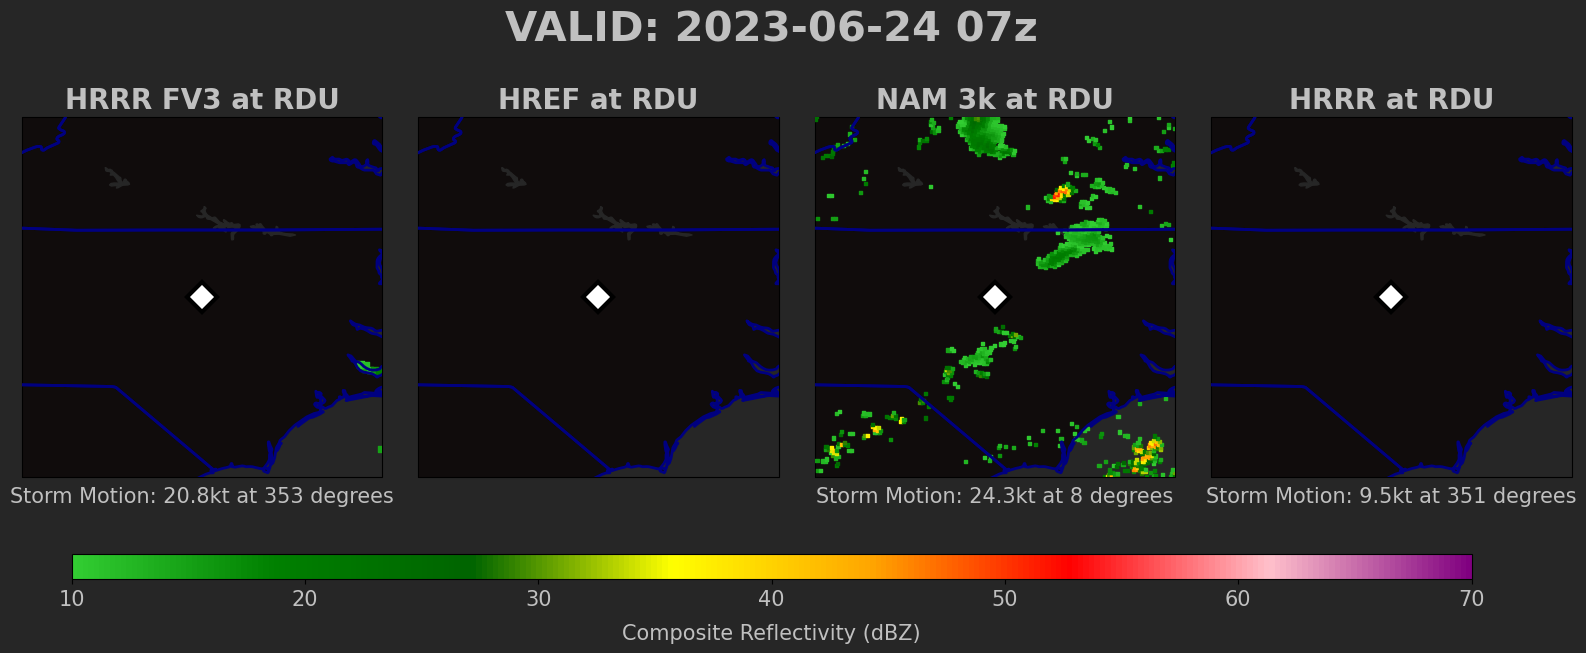 VALID: 2023-06-24 07z
HRRR FV3 at RDU
HREF at RDU
NAM 3k at RDU
HRRR at RDU
Storm Motion: 20.8kt at 353 degrees
Storm Motion: 24.3kt at 8 degrees
Storm Motion: 9.5kt at 351 degrees
10 20 30 40 50 60 70
Composite Reflectivity (dBZ)